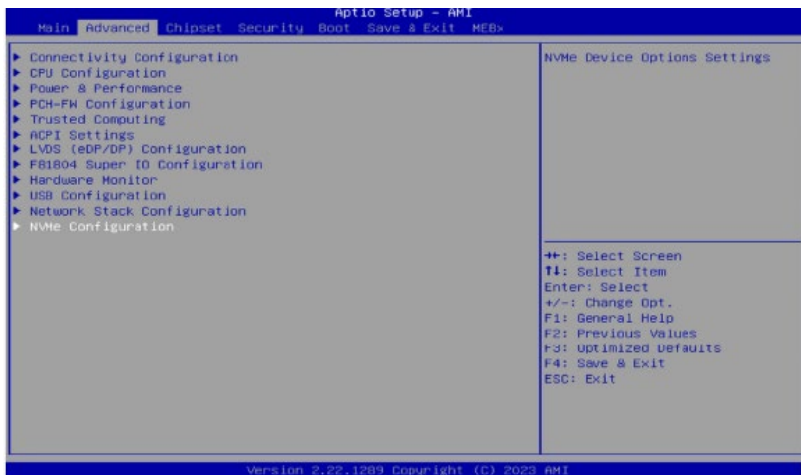 Aptio Setup - AMI
Main Advanced Chipset Security Boot Save & Exit MEBx
Connectivity Configuration
CPU Configuration
Power & Performance
PCH-FW Configuration
Trusted Computing
ACPI Settings
LVDS (eDP/DP) Configuration
F81804 Super IO Configuration
Hardware Monitor
USB Configuration
Network Stack Configuration
NVMe Configuration
NVMe Device Options Settings
→←: Select Screen
↑↓: Select Item
Enter: Select
+/-: Change Opt.
F1: General Help
F2: Previous Values
F3: Optimized Defaults
F4: Save & Exit
ESC: Exit
Version 2.22.1289 Copyright (C) 2023 AMI